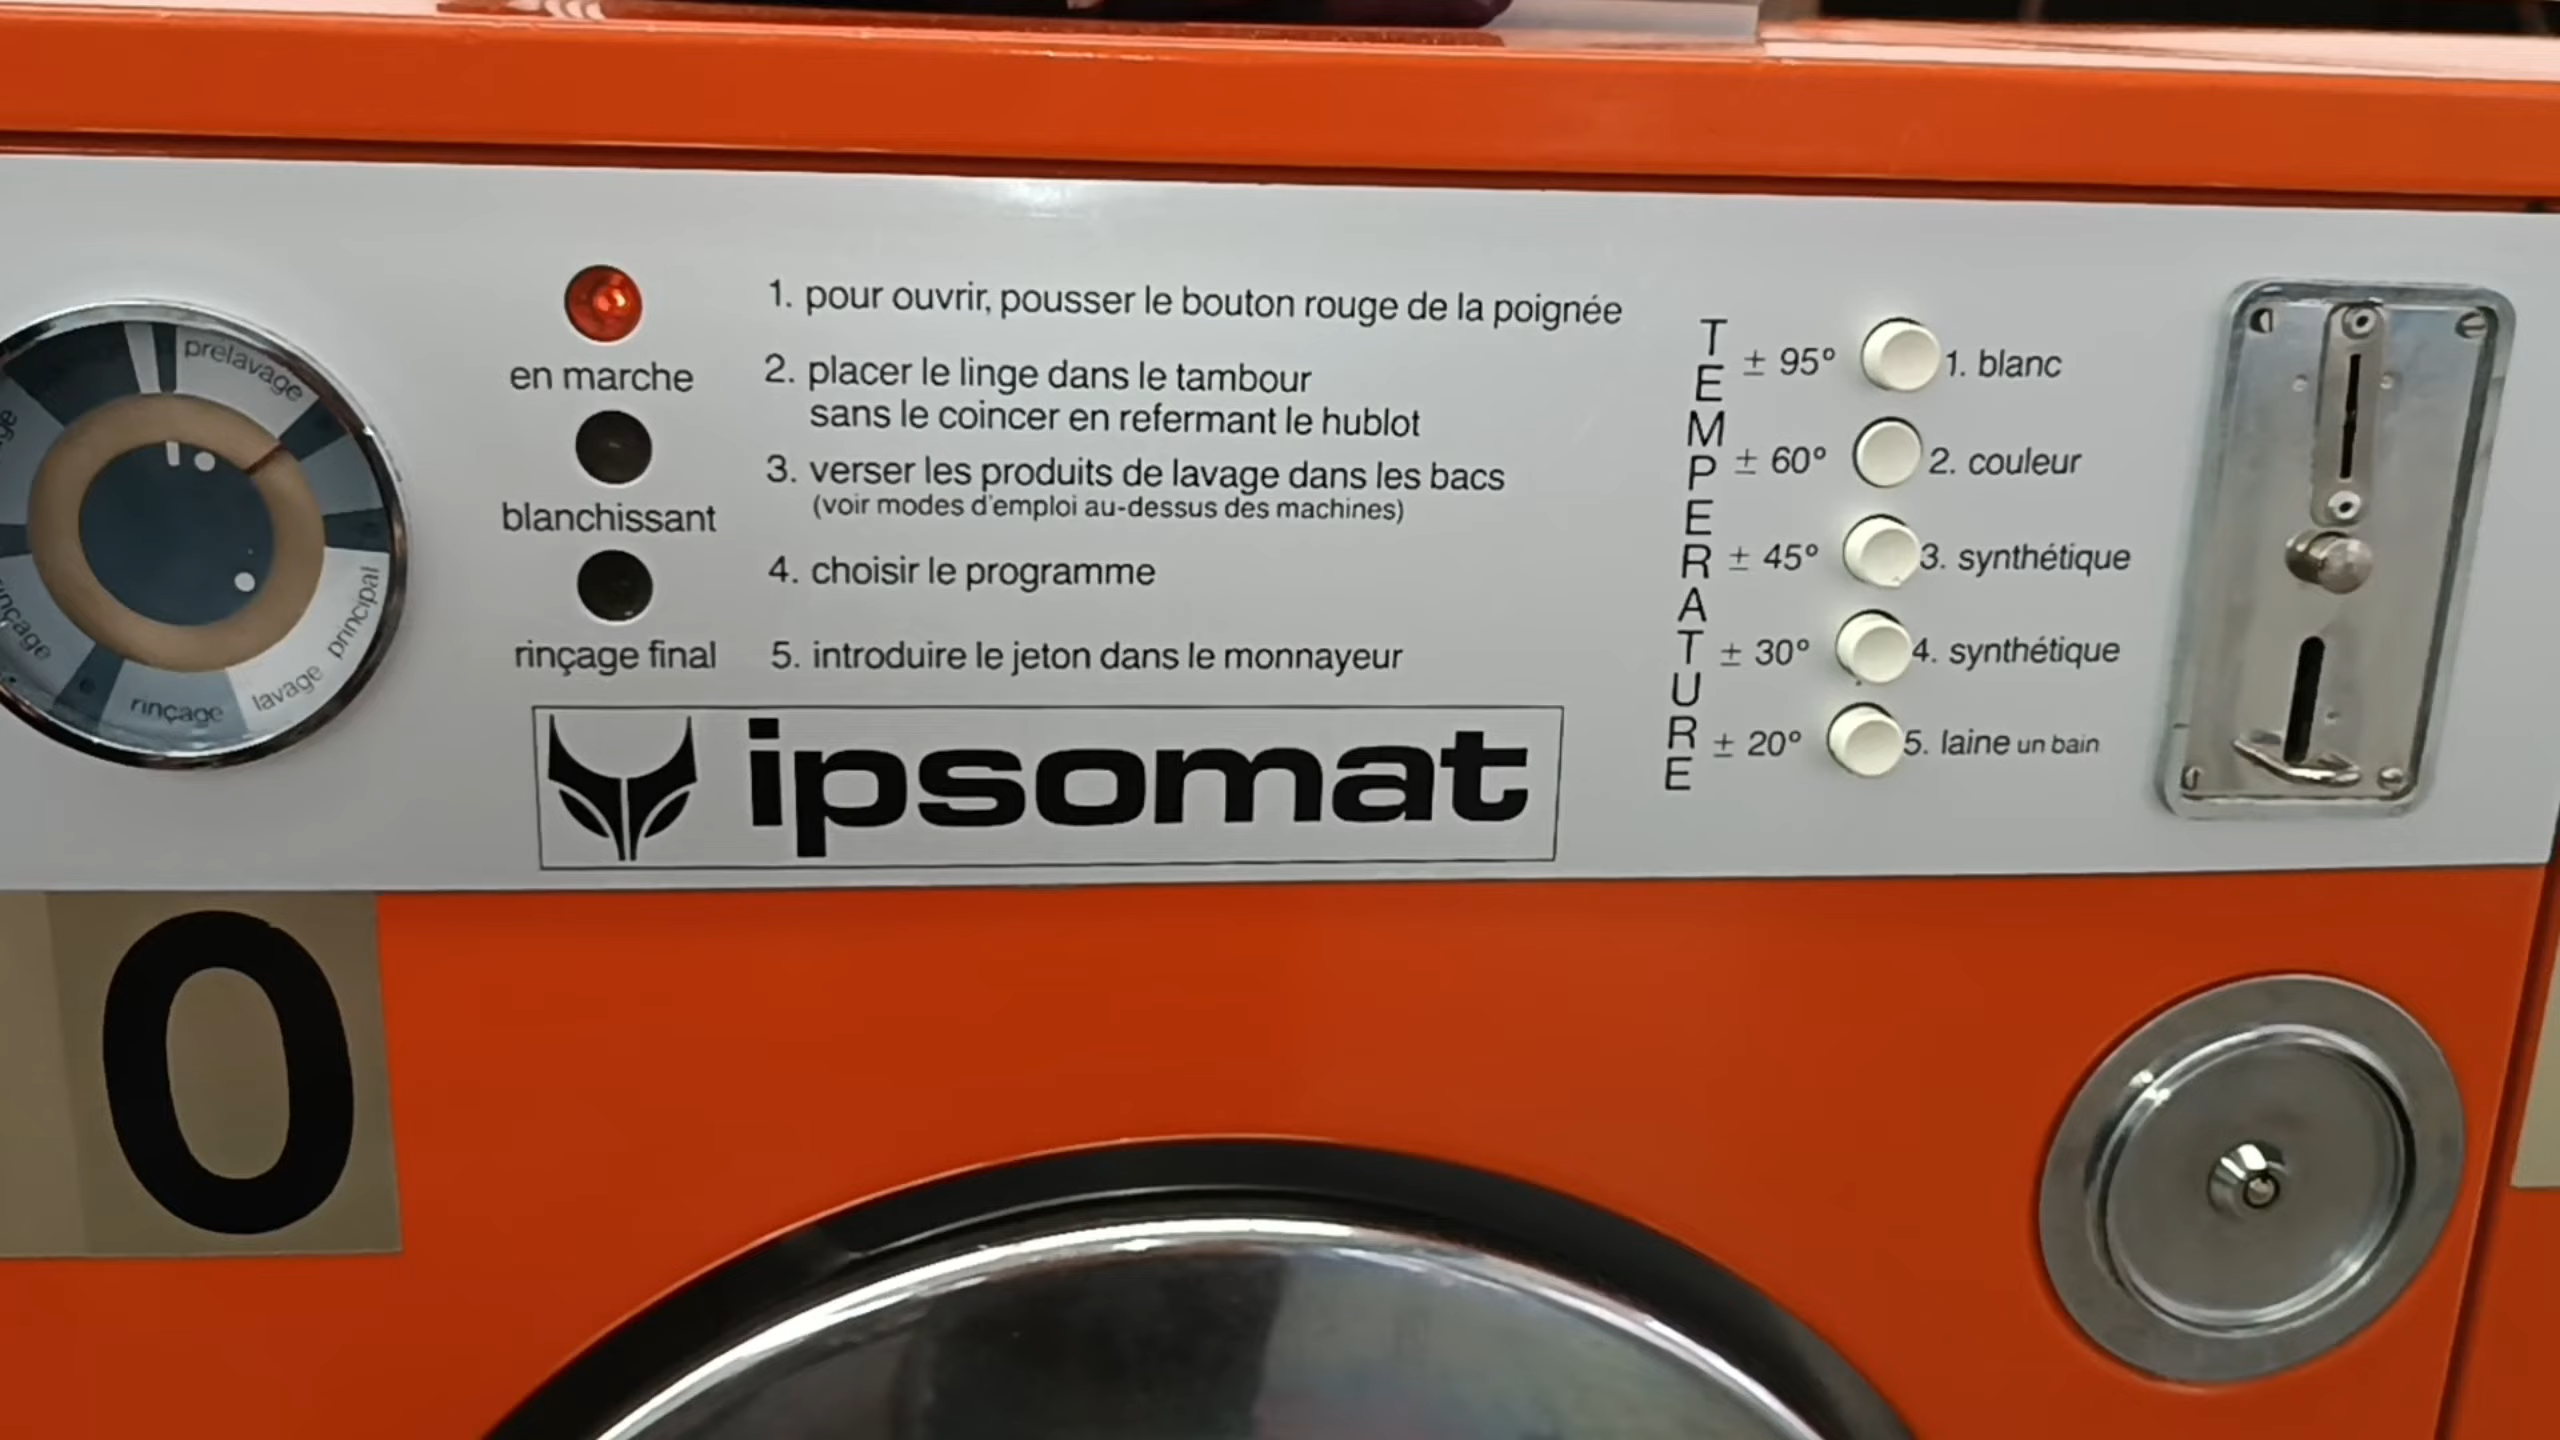 prelavage
lavage principal
rinçage
en marche
blanchissant
rinçage final
1. pour ouvrir, pousser le bouton rouge de la poignée
2. placer le linge dans le tambour
sans le coincer en refermant le hublot
3. verser les produits de lavage dans les bacs
(voir modes d'emploi au-dessus des machines)
4. choisir le programme
5. introduire le jeton dans le monnayeur
ipsomat
TEMPERATURE
± 95° 1. blanc
± 60° 2. couleur
± 45° 3. synthétique
± 30° 4. synthétique
± 20° 5. laine un bain
0